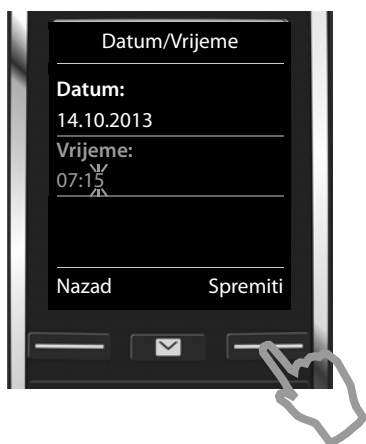 Datum/Vrijeme
Datum:
14.10.2013
Vrijeme:
07:15
Nazad Spremiti